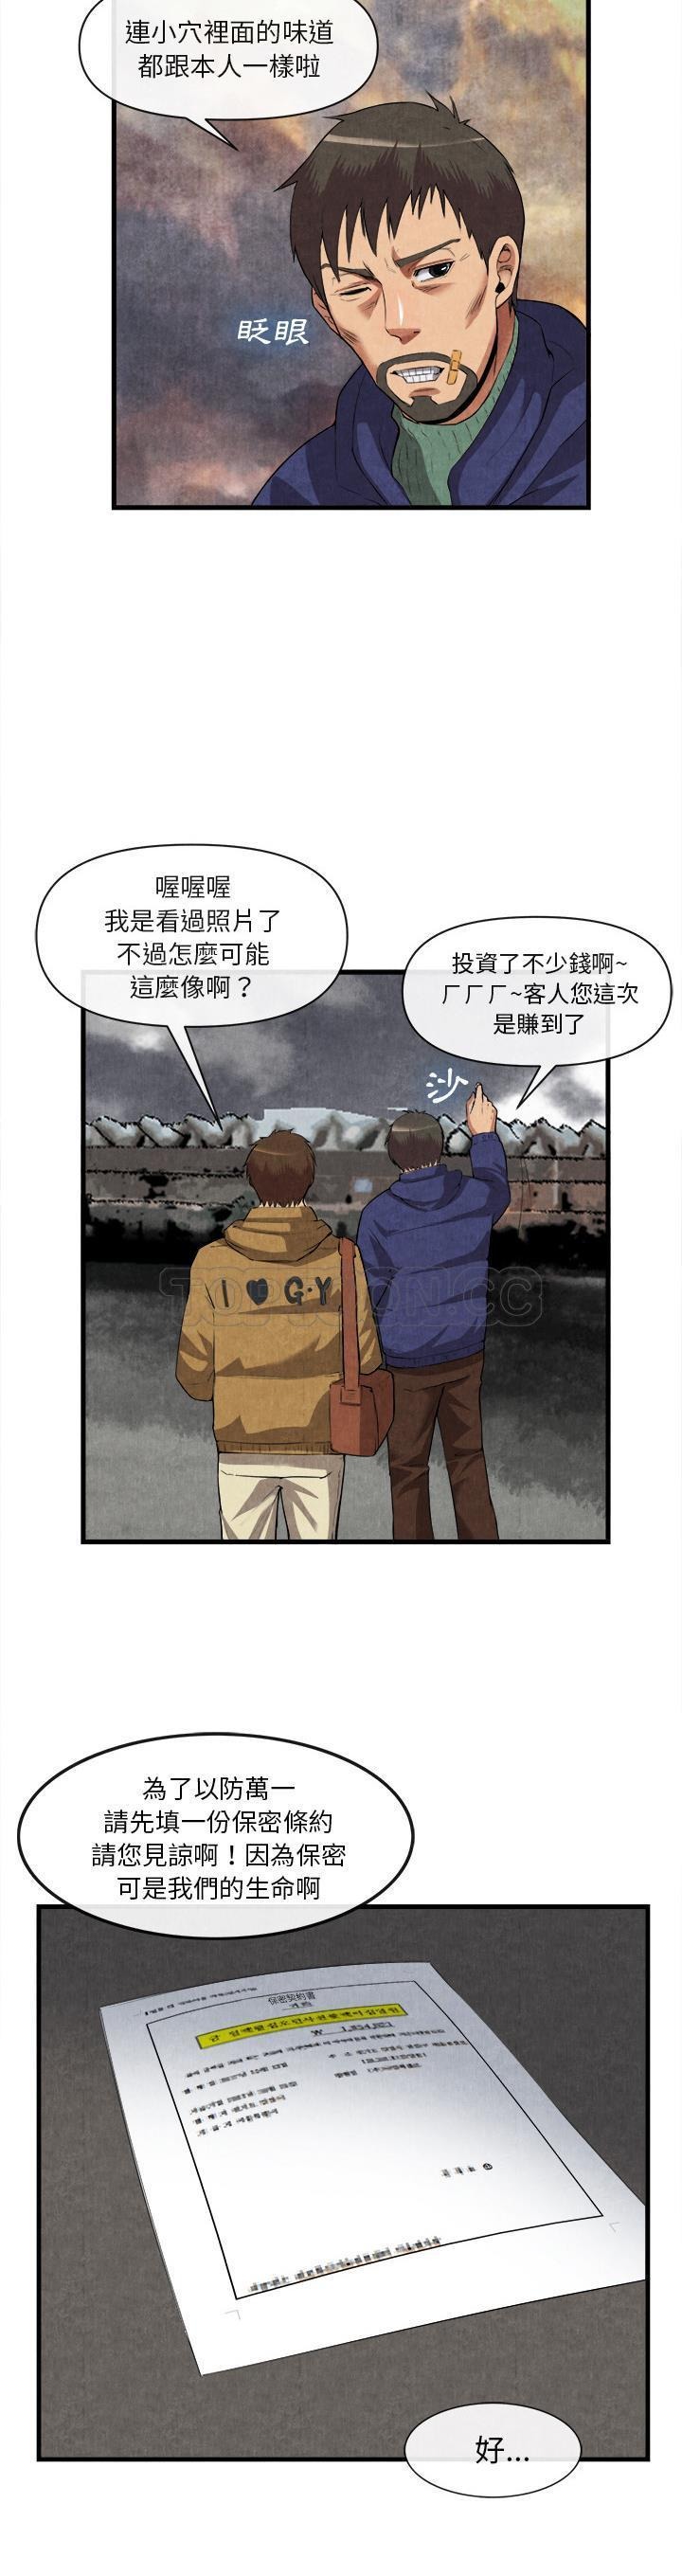 連小穴裡面的味道
都跟本人一樣啦
眨眼
喔喔喔
我是看過照片了
不過怎麼可能
這麼像啊？
投資了不少錢啊~
ㄏㄏㄏ~客人您這次
是賺到了
沙
I ♥ G·Y
TOPTOON.CC
為了以防萬一
請先填一份保密條約
請您見諒啊！因為保密
可是我們的生命啊
保密契約書
好...